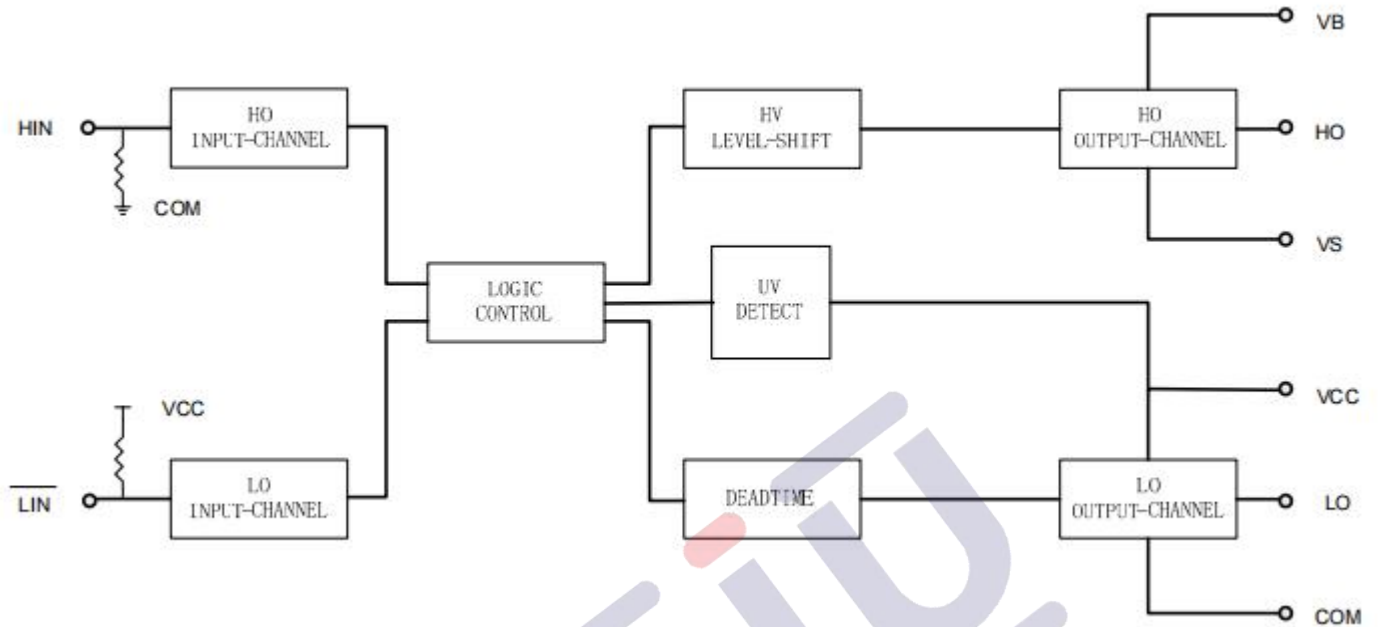 VB
HIN
HO
INPUT-CHANNEL
HV
LEVEL-SHIFT
HO
OUTPUT-CHANNEL
HO
COM
VS
LOGIC
CONTROL
UV
DETECT
VCC
VCC
LIN
LO
INPUT-CHANNEL
DEADTIME
LO
OUTPUT-CHANNEL
LO
COM